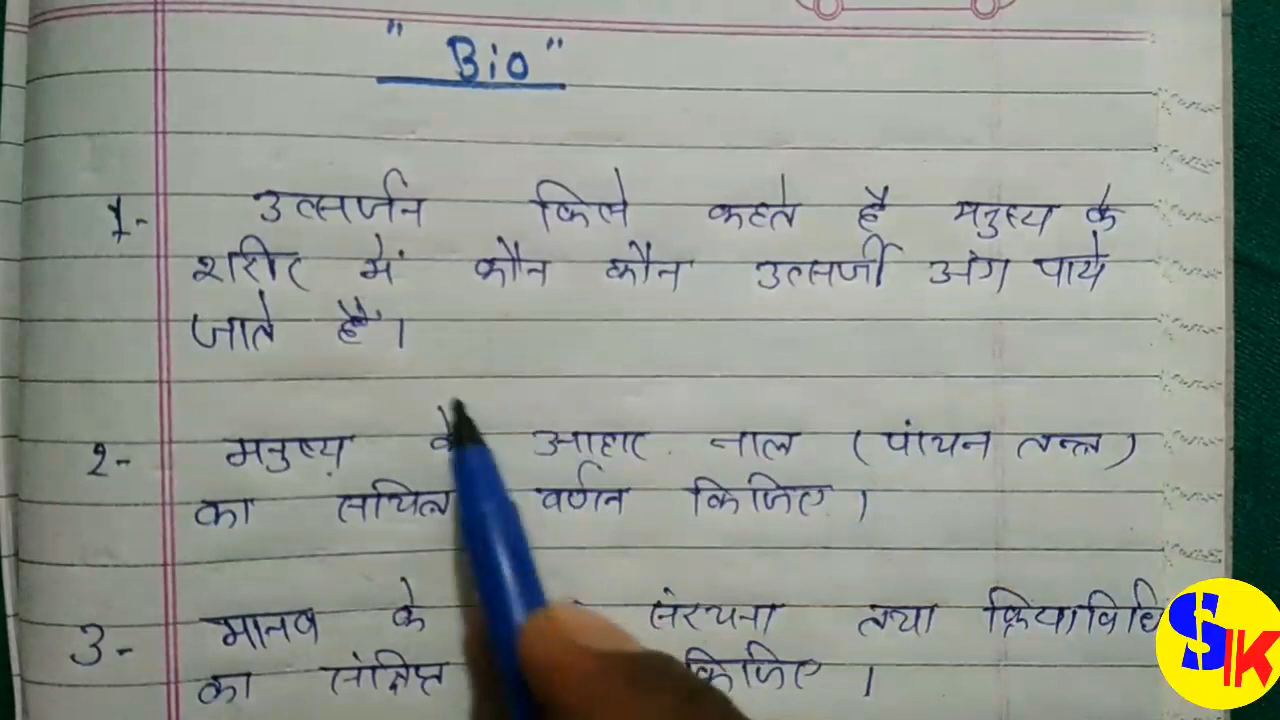 "Bio"
1- उत्सर्जन किसे कहते है मनुष्य के
शरीर में कौन कौन उत्सर्जी अंग पाये
जाते हैं।
2- मनुष्य के आहार नाल (पांचन तन्त्र)
का सचित्र वर्णन किजिए।
3- मानव के संरचना तथा क्रियाविधि
का संक्षिप्त किजिए।
SIK